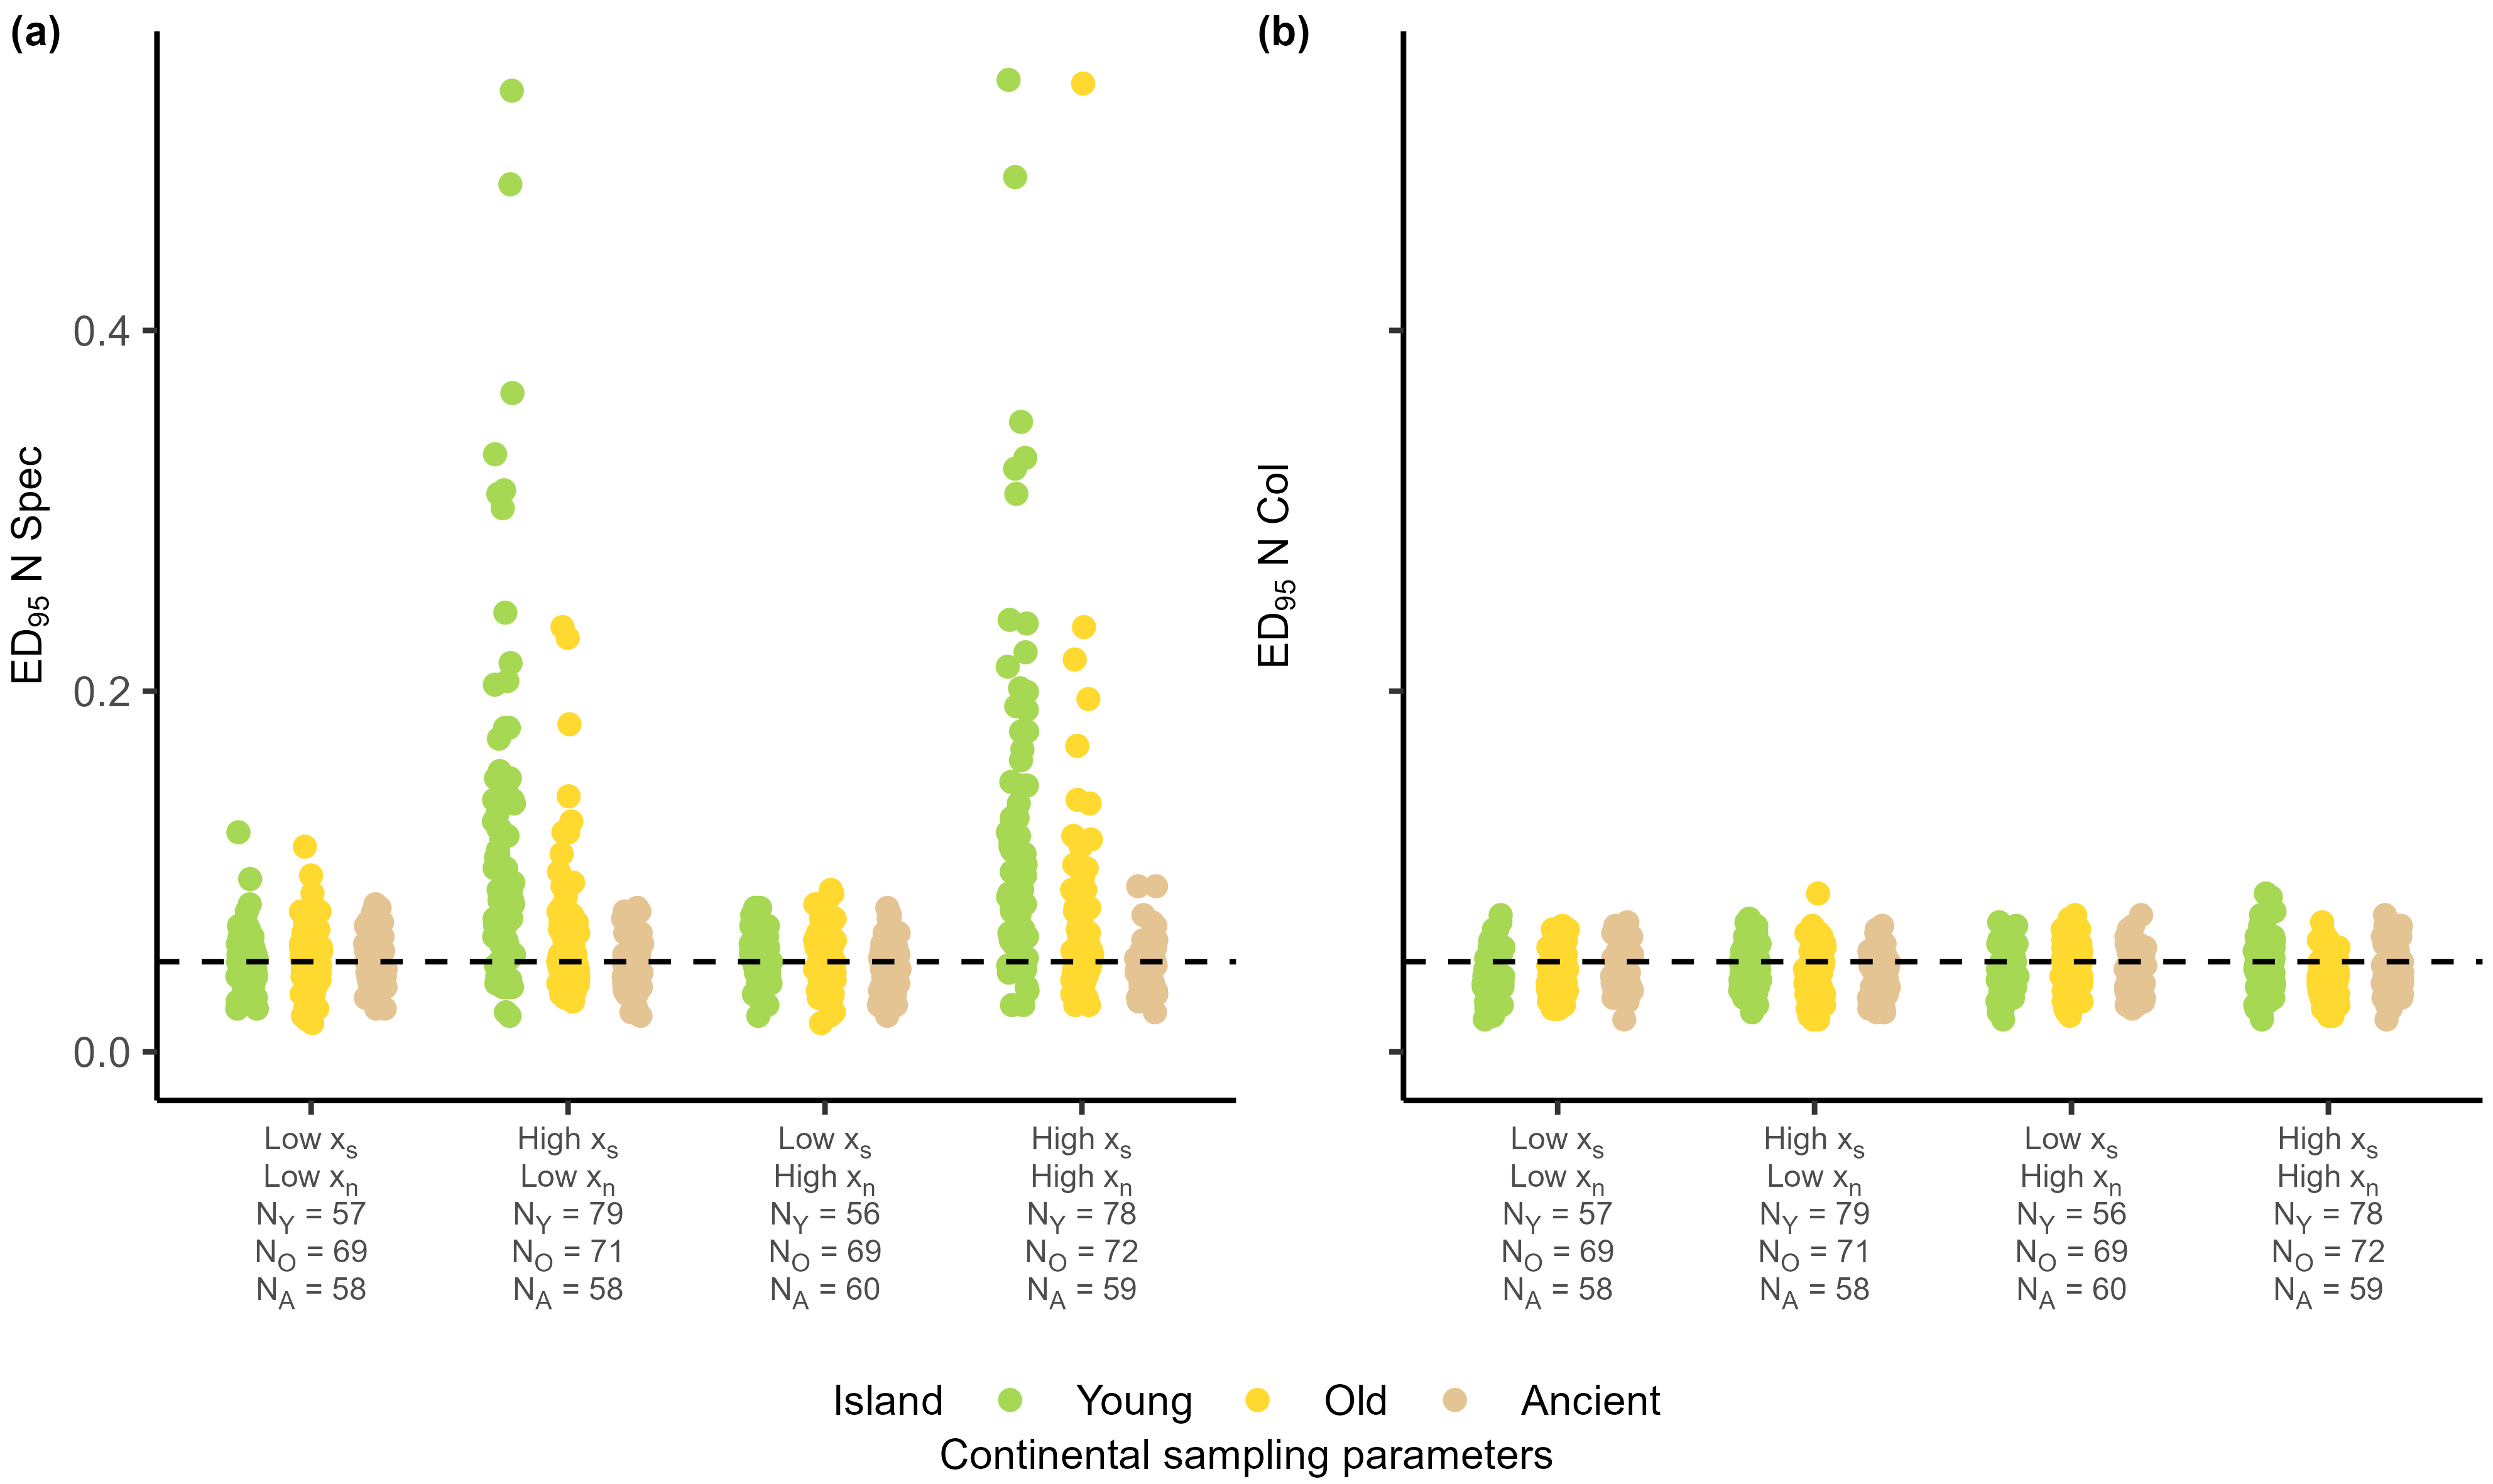 (a)
ED95 N Spec
0.4
0.2
0.0
Low xs
Low xn
NY = 57
NO = 69
NA = 58
High xs
Low xn
NY = 79
NO = 71
NA = 58
Low xs
High xn
NY = 56
NO = 69
NA = 60
High xs
High xn
NY = 78
NO = 72
NA = 59
(b)
ED95 N Col
Low xs
Low xn
NY = 57
NO = 69
NA = 58
High xs
Low xn
NY = 79
NO = 71
NA = 58
Low xs
High xn
NY = 56
NO = 69
NA = 60
High xs
High xn
NY = 78
NO = 72
NA = 59
Island Young Old Ancient
Continental sampling parameters